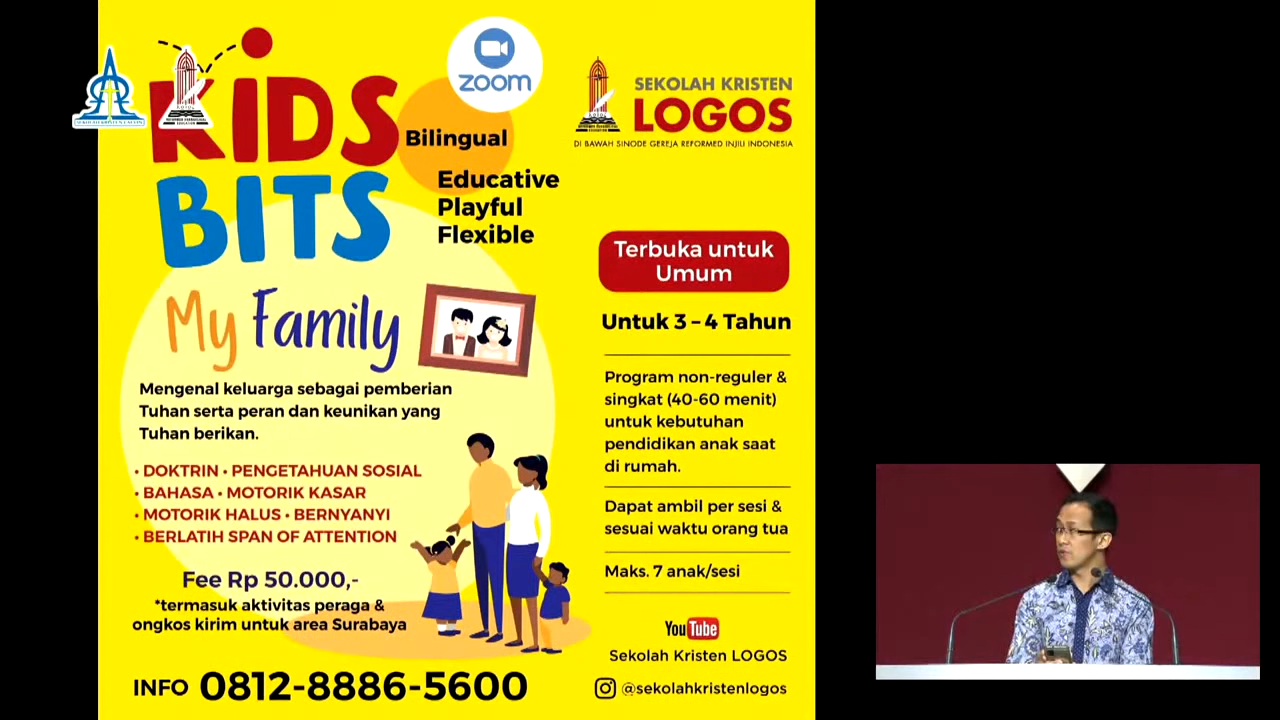 KIDS
BITS
zoom
Bilingual
Educative
Playful
Flexible
SEKOLAH KRISTEN
LOGOS
DI BAWAH SINODE GEREJA REFORMED INJILI INDONESIA
My Family
Mengenal keluarga sebagai pemberian
Tuhan serta peran dan keunikan yang
Tuhan berikan.
• DOKTRIN • PENGETAHUAN SOSIAL
• BAHASA • MOTORIK KASAR
• MOTORIK HALUS • BERNYANYI
• BERLATIH SPAN OF ATTENTION
Fee Rp 50.000,-
*termasuk aktivitas peraga &
ongkos kirim untuk area Surabaya
INFO 0812-8886-5600
Terbuka untuk
Umum
Untuk 3 – 4 Tahun
Program non-reguler &
singkat (40-60 menit)
untuk kebutuhan
pendidikan anak saat
di rumah.
Dapat ambil per sesi &
sesuai waktu orang tua
Maks. 7 anak/sesi
YouTube
Sekolah Kristen LOGOS
@sekolahkristenlogos